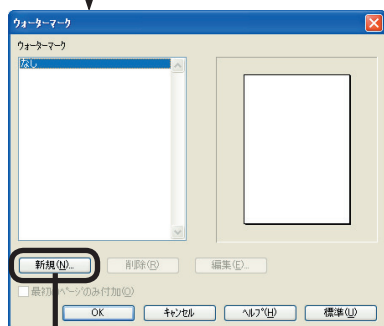 ウォーターマーク
ウォーターマーク
なし
新規(N)... 削除(R) 編集(E)...
最初のページのみ付加(O)
OK キャンセル ヘルプ(H) 標準(U)